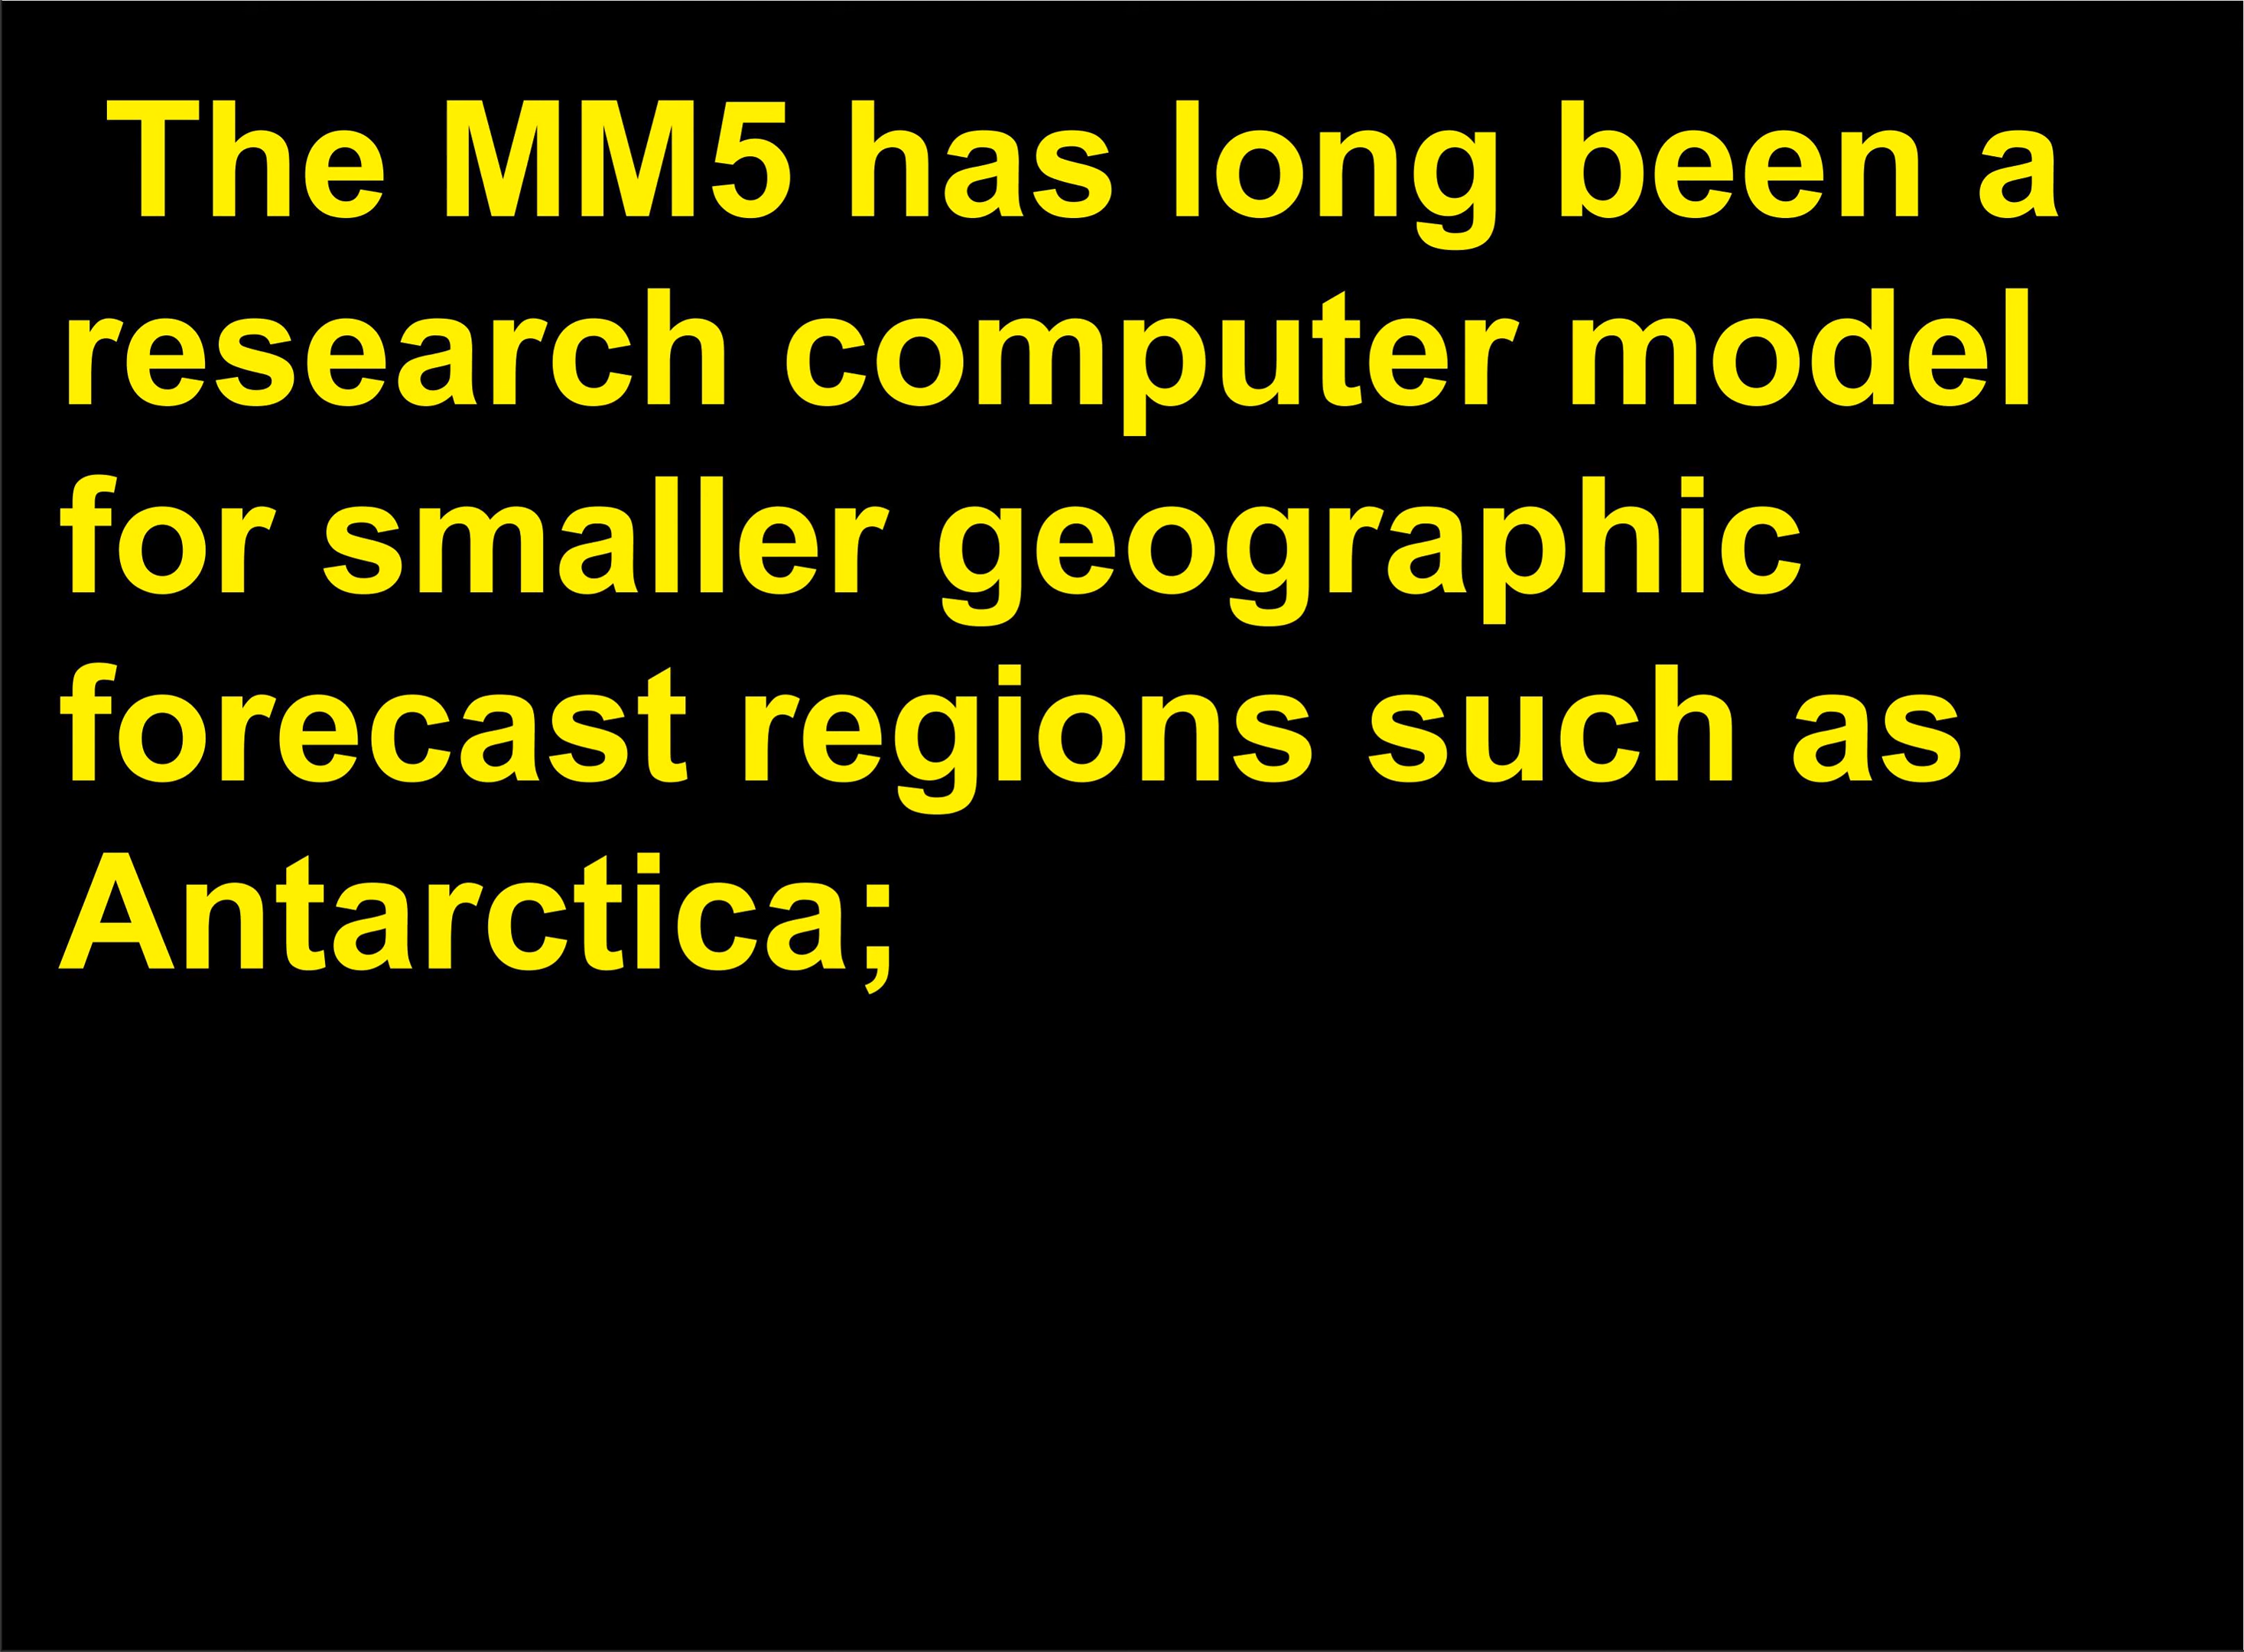 The MM5 has long been a
research computer model
for smaller geographic
forecast regions such as
Antarctica;